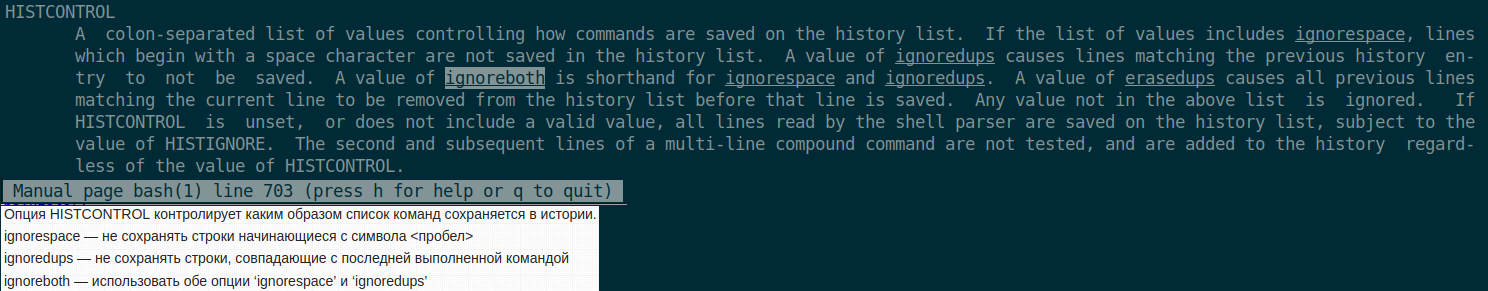 HISTCONTROL
A colon-separated list of values controlling how commands are saved on the history list. If the list of values includes ignorespace, lines
which begin with a space character are not saved in the history list. A value of ignoredups causes lines matching the previous history en-
try to not be saved. A value of ignoreboth is shorthand for ignorespace and ignoredups. A value of erasedups causes all previous lines
matching the current line to be removed from the history list before that line is saved. Any value not in the above list is ignored. If
HISTCONTROL is unset, or does not include a valid value, all lines read by the shell parser are saved on the history list, subject to the
value of HISTIGNORE. The second and subsequent lines of a multi-line compound command are not tested, and are added to the history regard-
less of the value of HISTCONTROL.
Manual page bash(1) line 703 (press h for help or q to quit)
Опция HISTCONTROL контролирует каким образом список команд сохраняется в истории.
ignorespace — не сохранять строки начинающиеся с символа <пробел>
ignoredups — не сохранять строки, совпадающие с последней выполненной командой
ignoreboth — использовать обе опции ‘ignorespace’ и ‘ignoredups’